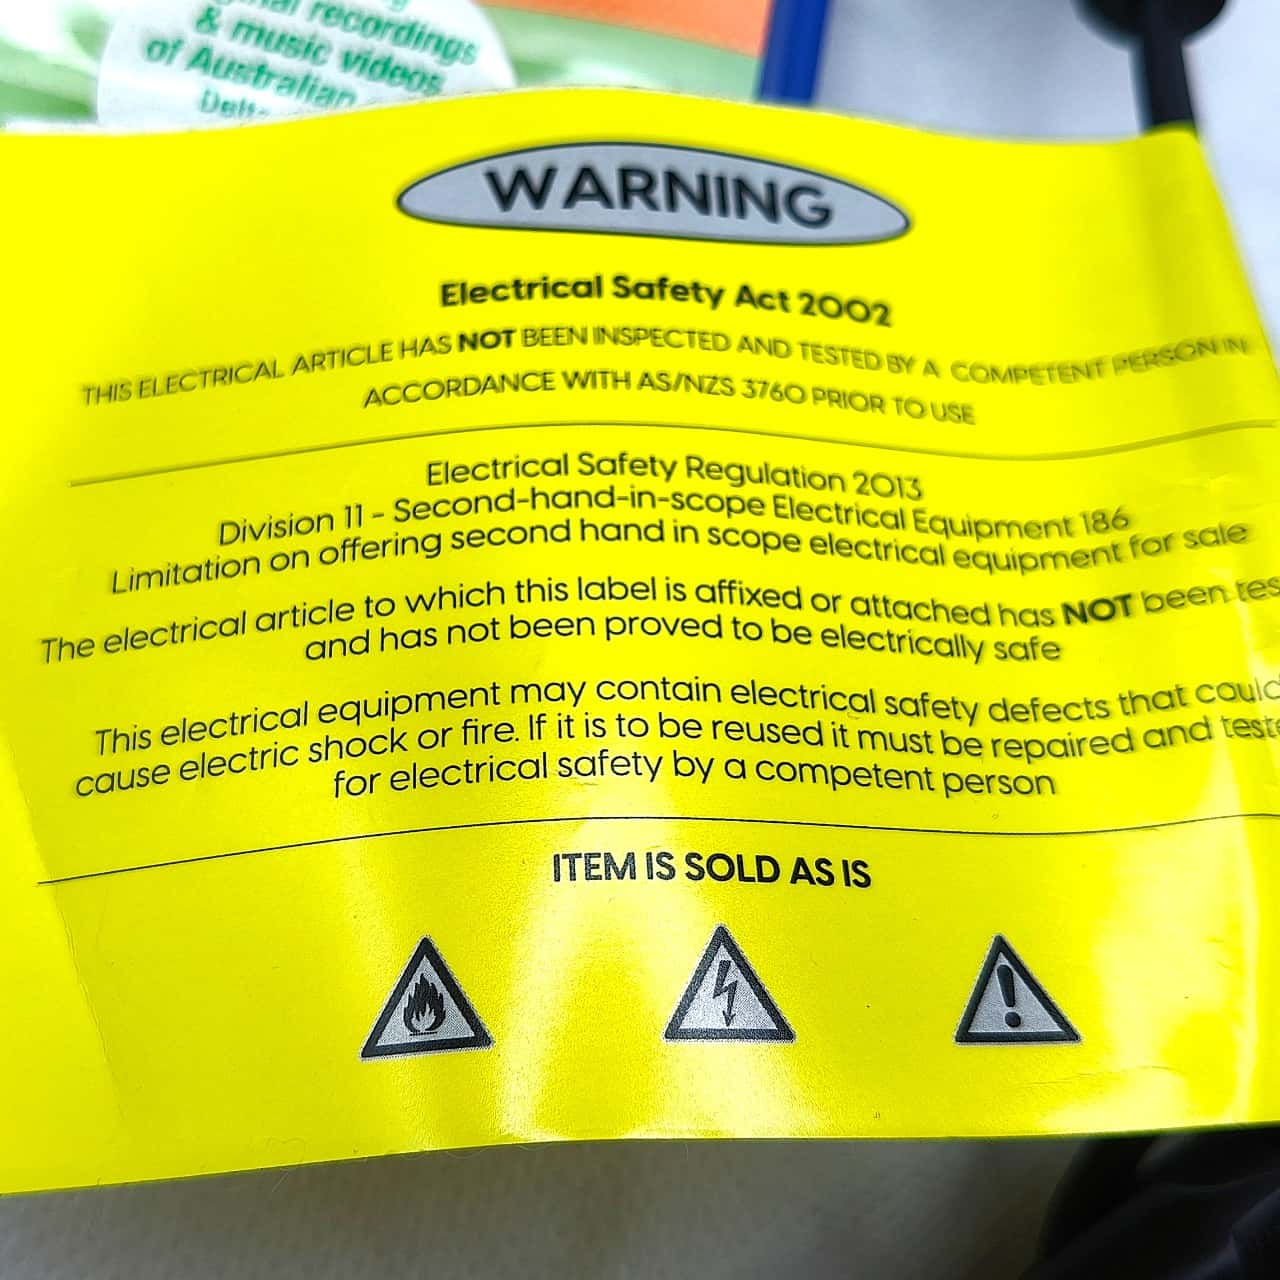 recordings
& music videos
of Australian
WARNING
Electrical Safety Act 2002
THIS ELECTRICAL ARTICLE HAS NOT BEEN INSPECTED AND TESTED BY A COMPETENT PERSON IN
ACCORDANCE WITH AS/NZS 3760 PRIOR TO USE
Electrical Safety Regulation 2013
Division 11 - Second-hand-in-scope Electrical Equipment 186
Limitation on offering second hand in scope electrical equipment for sale
The electrical article to which this label is affixed or attached has NOT been tes
and has not been proved to be electrically safe
This electrical equipment may contain electrical safety defects that could
cause electric shock or fire. If it is to be reused it must be repaired and teste
for electrical safety by a competent person
ITEM IS SOLD AS IS